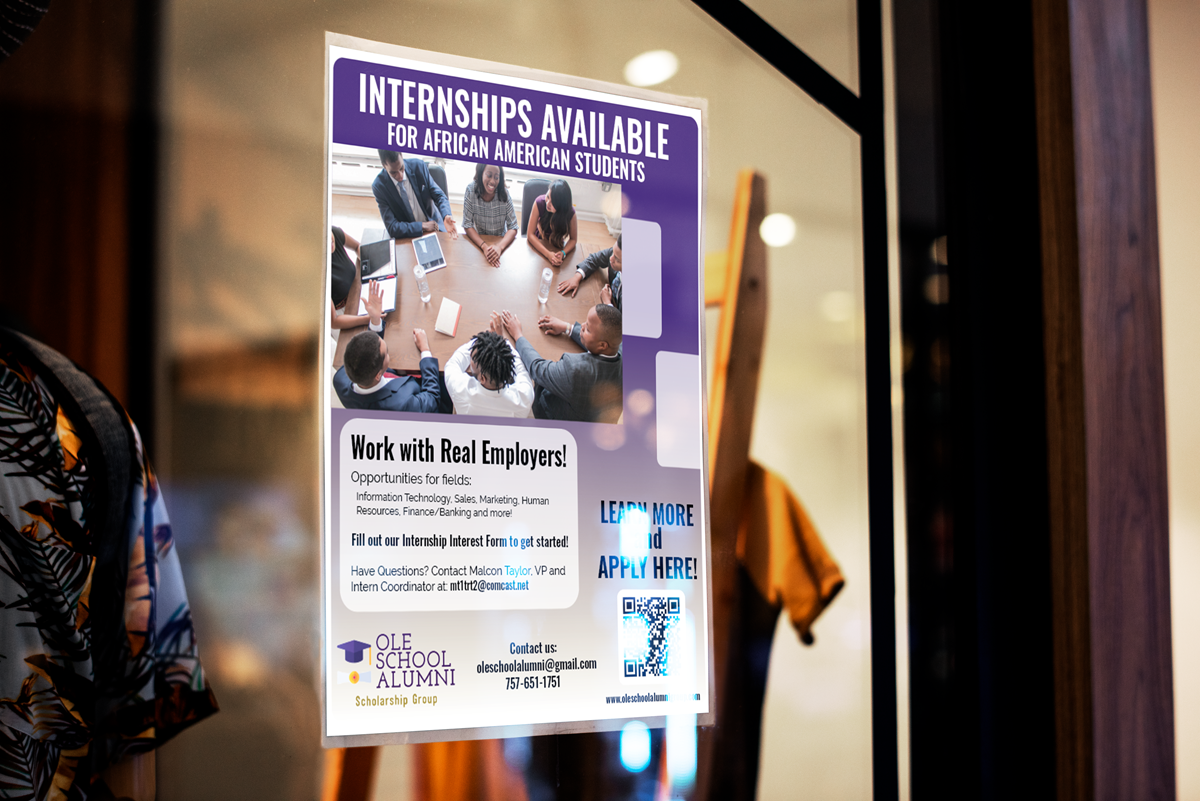 INTERNSHIPS AVAILABLE
FOR AFRICAN AMERICAN STUDENTS
Work with Real Employers!
Opportunities for fields:
Information Technology, Sales, Marketing, Human
Resources, Finance/Banking and more!
Fill out our Internship Interest Form to get started!
Have Questions? Contact Malcon Taylor, VP and
Intern Coordinator at: mt1trt2@comcast.net
LEARN MORE
and
APPLY HERE!
OLE
SCHOOL
ALUMNI
Scholarship Group
Contact us:
oleschoolalumni@gmail.com
757-651-1751